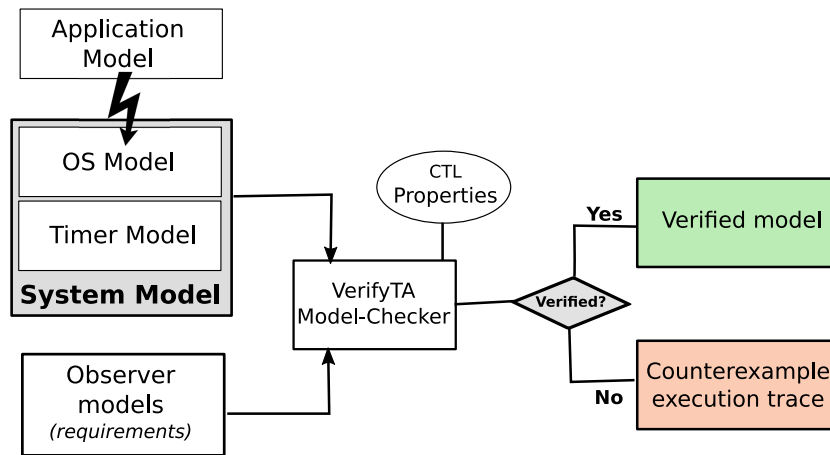 Application
Model
OS Model
Timer Model
System Model
Observer
models
(requirements)
CTL
Properties
VerifyTA
Model-Checker
Verified?
Yes
Verified model
No
Counterexample
execution trace